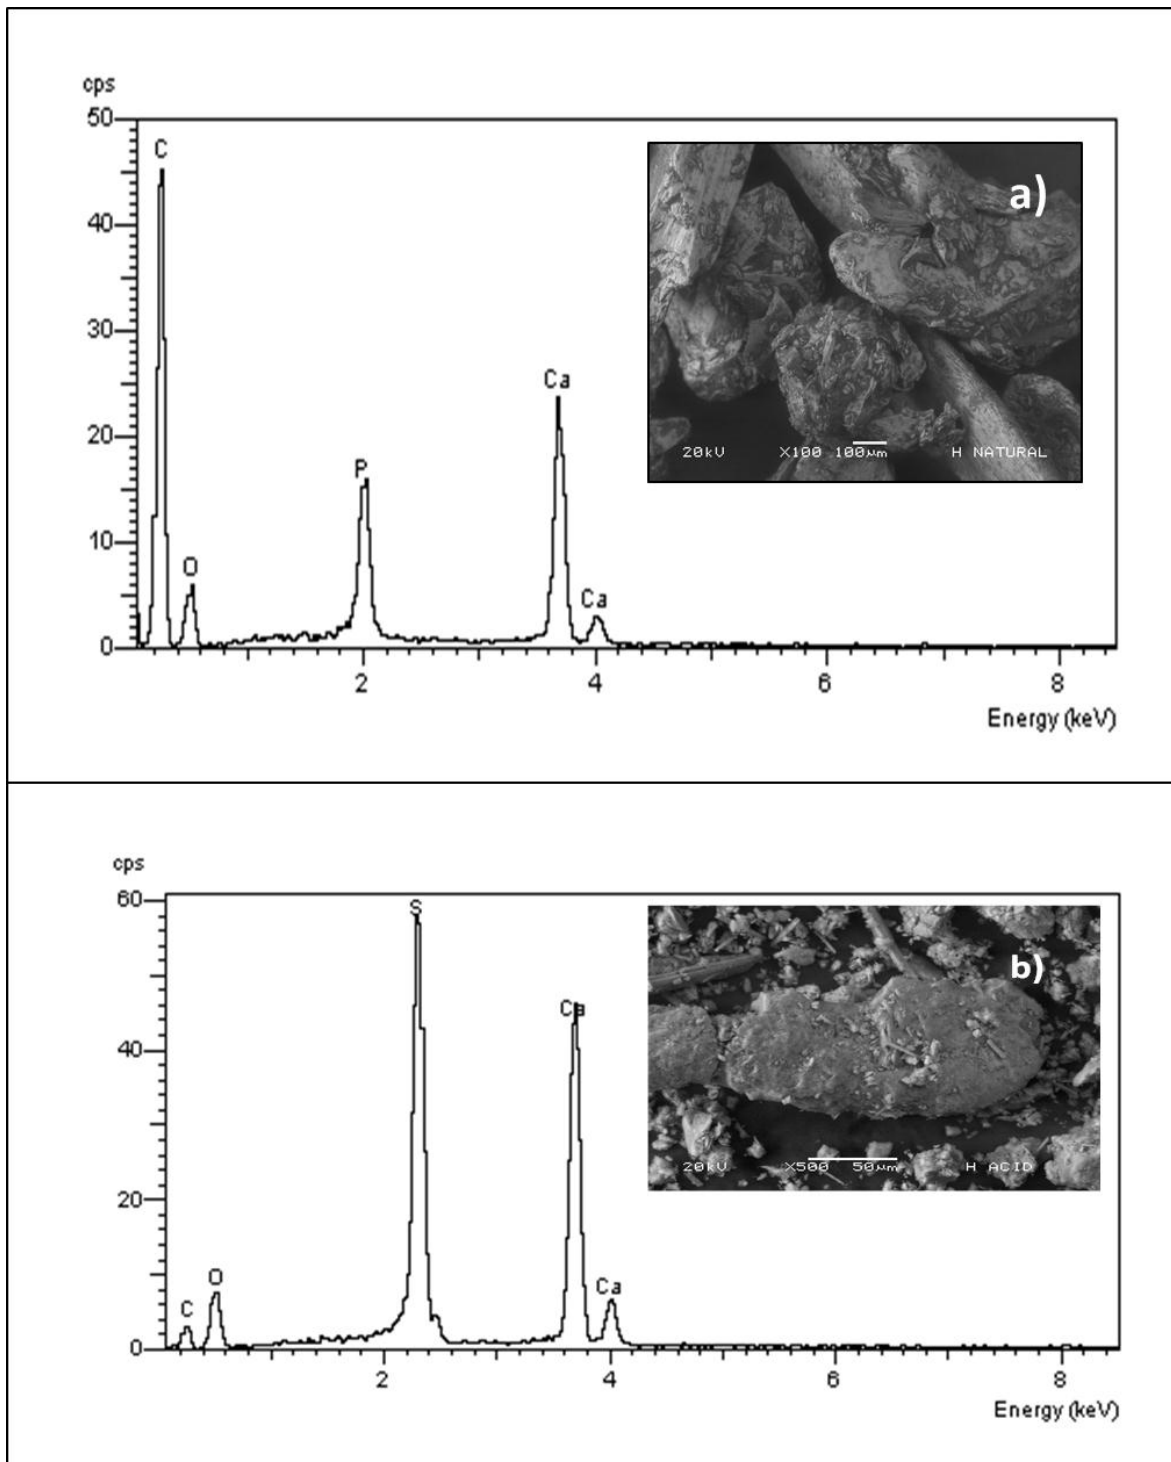 cps
50
C
a)
40
30
Ca
20
P
20kV X100 100µm H NATURAL
10
O
Ca
0
2 4 6 8
Energy (keV)
cps
60
S
b)
Ca
40
20kV X500 50µm H ACID
20
Ca
O
C
0
2 4 6 8
Energy (keV)